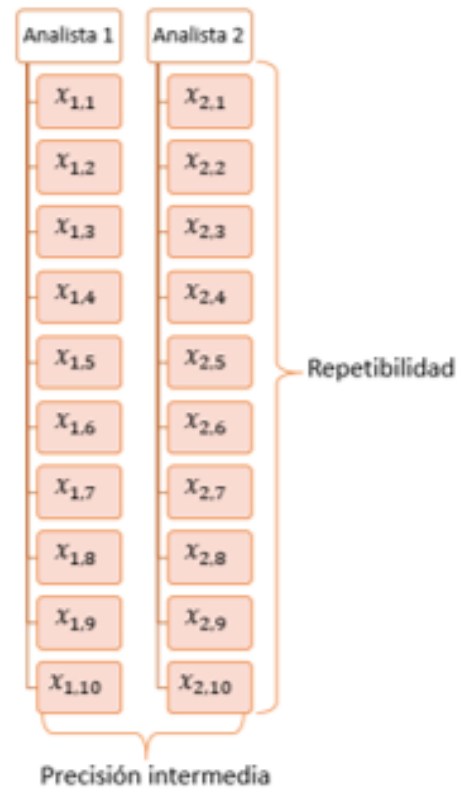 Analista 1 Analista 2
x1,1 x2,1
x1,2 x2,2
x1,3 x2,3
x1,4 x2,4
x1,5 x2,5
x1,6 x2,6
x1,7 x2,7
x1,8 x2,8
x1,9 x2,9
x1,10 x2,10
Repetibilidad
Precisión intermedia